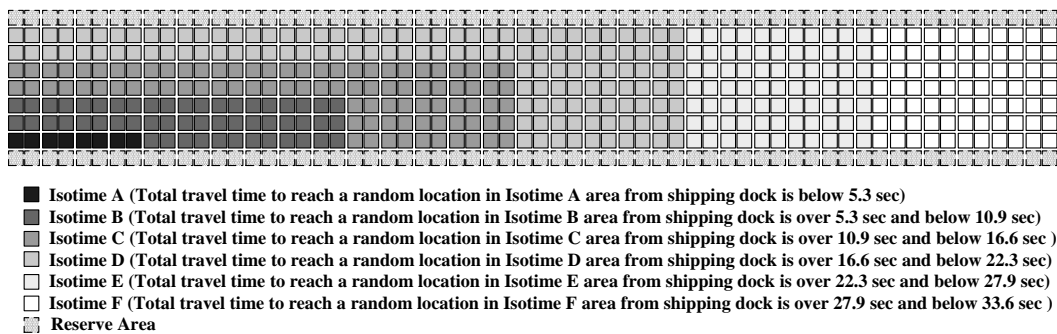 Isotime A (Total travel time to reach a random location in Isotime A area from shipping dock is below 5.3 sec)
Isotime B (Total travel time to reach a random location in Isotime B area from shipping dock is over 5.3 sec and below 10.9 sec)
Isotime C (Total travel time to reach a random location in Isotime C area from shipping dock is over 10.9 sec and below 16.6 sec )
Isotime D (Total travel time to reach a random location in Isotime D area from shipping dock is over 16.6 sec and below 22.3 sec)
Isotime E (Total travel time to reach a random location in Isotime E area from shipping dock is over 22.3 sec and below 27.9 sec)
Isotime F (Total travel time to reach a random location in Isotime F area from shipping dock is over 27.9 sec and below 33.6 sec )
Reserve Area